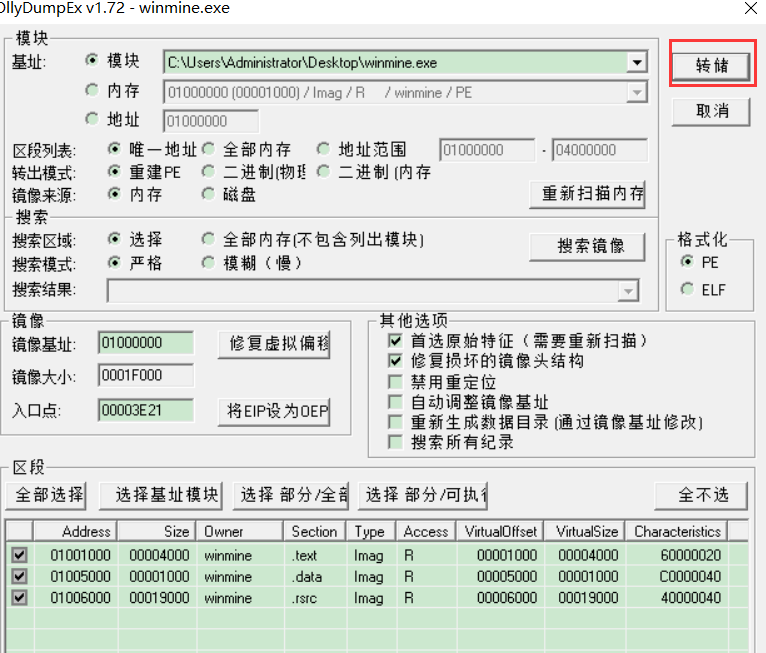 OllyDumpEx v1.72 - winmine.exe
模块
基址: 模块 C:\Users\Administrator\Desktop\winmine.exe 转储
内存 01000000 (00001000) / Imag / R / winmine / PE
地址 01000000 取消
区段列表: 唯一地址 全部内存 地址范围 01000000 - 04000000
转出模式: 重建PE 二进制(物理 二进制 (内存
镜像来源: 内存 磁盘 重新扫描内存
搜索
搜索区域: 选择 全部内存(不包含列出模块) 搜索镜像
搜索模式: 严格 模糊（慢）
搜索结果:
格式化
PE
ELF
镜像
镜像基址: 01000000 修复虚拟偏移
镜像大小: 0001F000
入口点: 00003E21 将EIP设为OEP
其他选项
首选原始特征（需要重新扫描）
修复损坏的镜像头结构
禁用重定位
自动调整镜像基址
重新生成数据目录(通过镜像基址修改)
搜索所有纪录
区段
全部选择 选择基址模块 选择 部分/全部 选择 部分/可执行 全不选
Address Size Owner Section Type Access VirtualOffset VirtualSize Characteristics
01001000 00004000 winmine .text Imag R 00001000 00004000 60000020
01005000 00001000 winmine .data Imag R 00005000 00001000 C0000040
01006000 00019000 winmine .rsrc Imag R 00006000 00019000 40000040